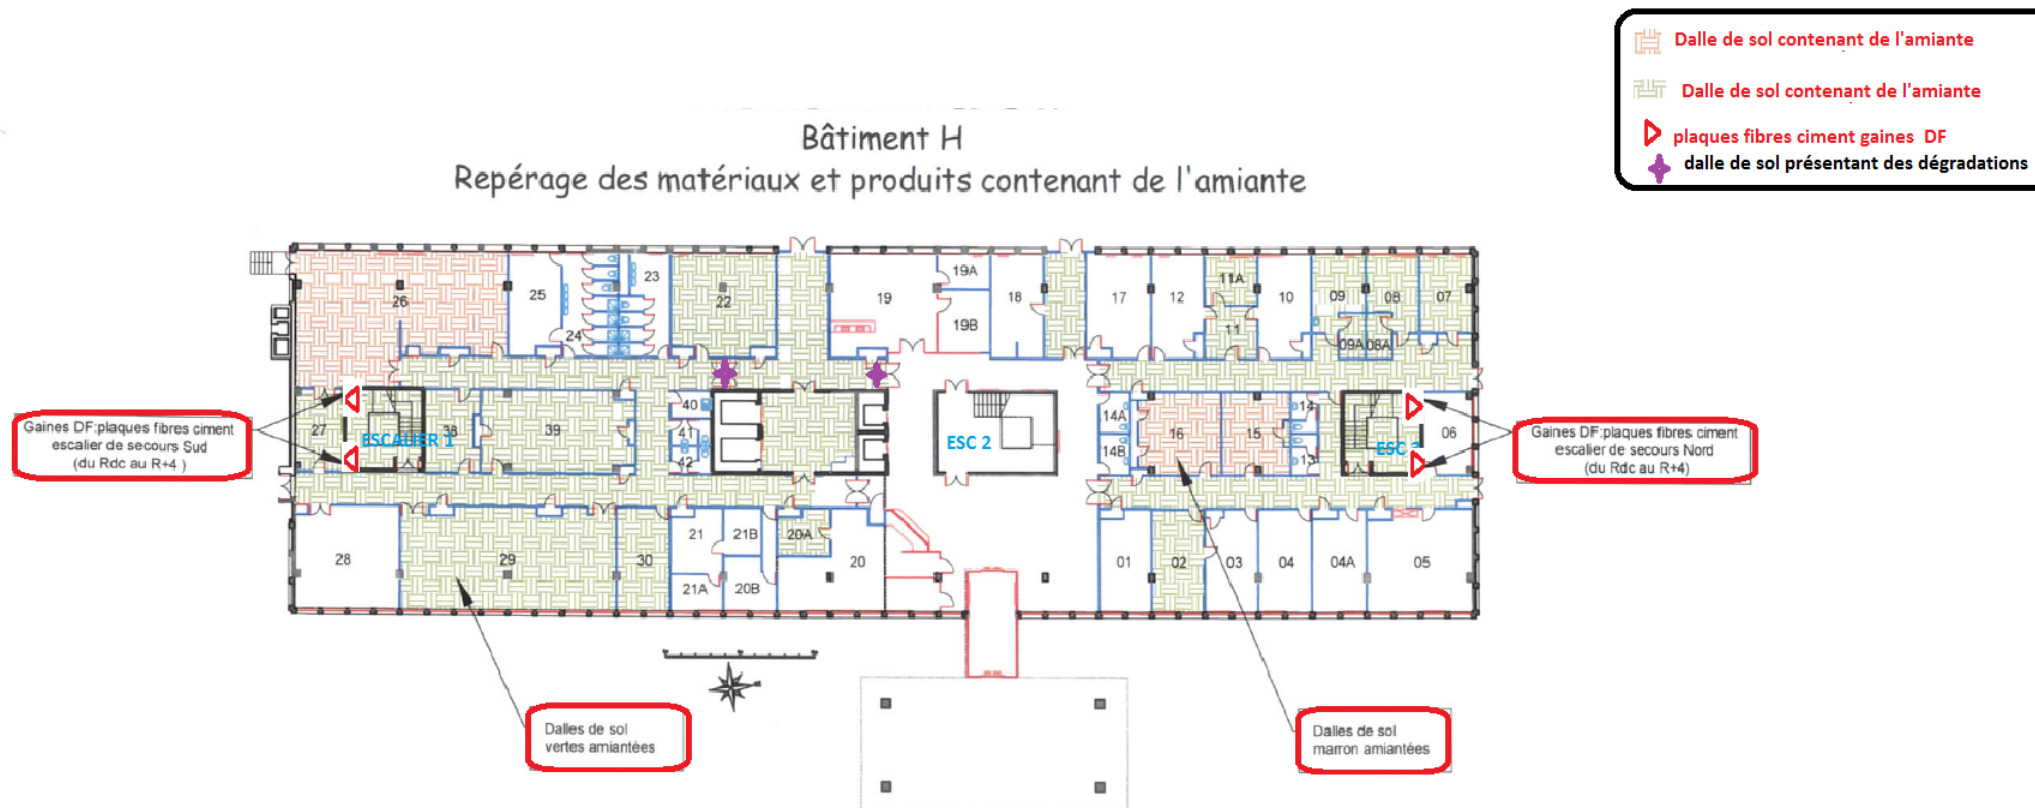 Dalle de sol contenant de l'amiante
Dalle de sol contenant de l'amiante
plaques fibres ciment gaines DF
dalle de sol présentant des dégradations
Bâtiment H
Repérage des matériaux et produits contenant de l'amiante
26
25
24
23
22
19
19A
19B
18
17
12
11A
11
10
09
08
07
09A
08A
Gaines DF:plaques fibres ciment
escalier de secours Sud
(du Rdc au R+4 )
27
ESCALIER 1
38
39
40
41
42
ESC 2
14A
14B
16
15
14
13
ESC
06
Gaines DF:plaques fibres ciment
escalier de secours Nord
(du Rdc au R+4)
28
29
30
21
21B
21A
20B
20A
20
01
02
03
04
04A
05
Dalles de sol
vertes amiantées
Dalles de sol
marron amiantées